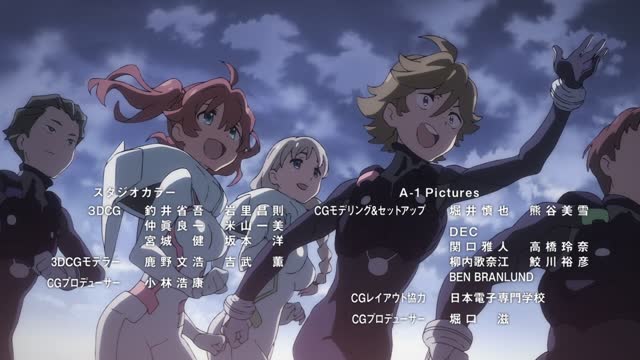 スタジオカラー
3DCG 釣井省吾 岩里昌則
仲眞良一 米山一美
宮城 健 坂本 洋
3DCGモデラー 鹿野文浩 吉武 薫
CGプロデューサー 小林浩康
A-1 Pictures
CGモデリング&セットアップ 堀井慎也 熊谷美雪
DEC
関口雅人 高橋玲奈
柳内歌奈江 鮫川裕彦
BEN BRANLUND
CGレイアウト協力 日本電子専門学校
CGプロデューサー 堀口 滋